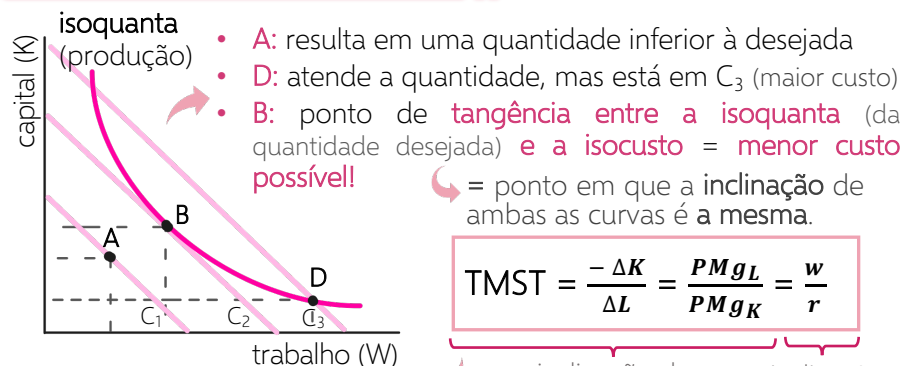 isoquanta
(produção)
capital (K)
• A: resulta em uma quantidade inferior à desejada
• D: atende a quantidade, mas está em C₃ (maior custo)
• B: ponto de tangência entre a isoquanta (da
quantidade desejada) e a isocusto = menor custo
possível!
= ponto em que a inclinação de
ambas as curvas é a mesma.
TMST = −ΔK/ΔL = PMg_L/PMg_K = w/r
A
B
D
C₁
C₂
C₃
trabalho (W)